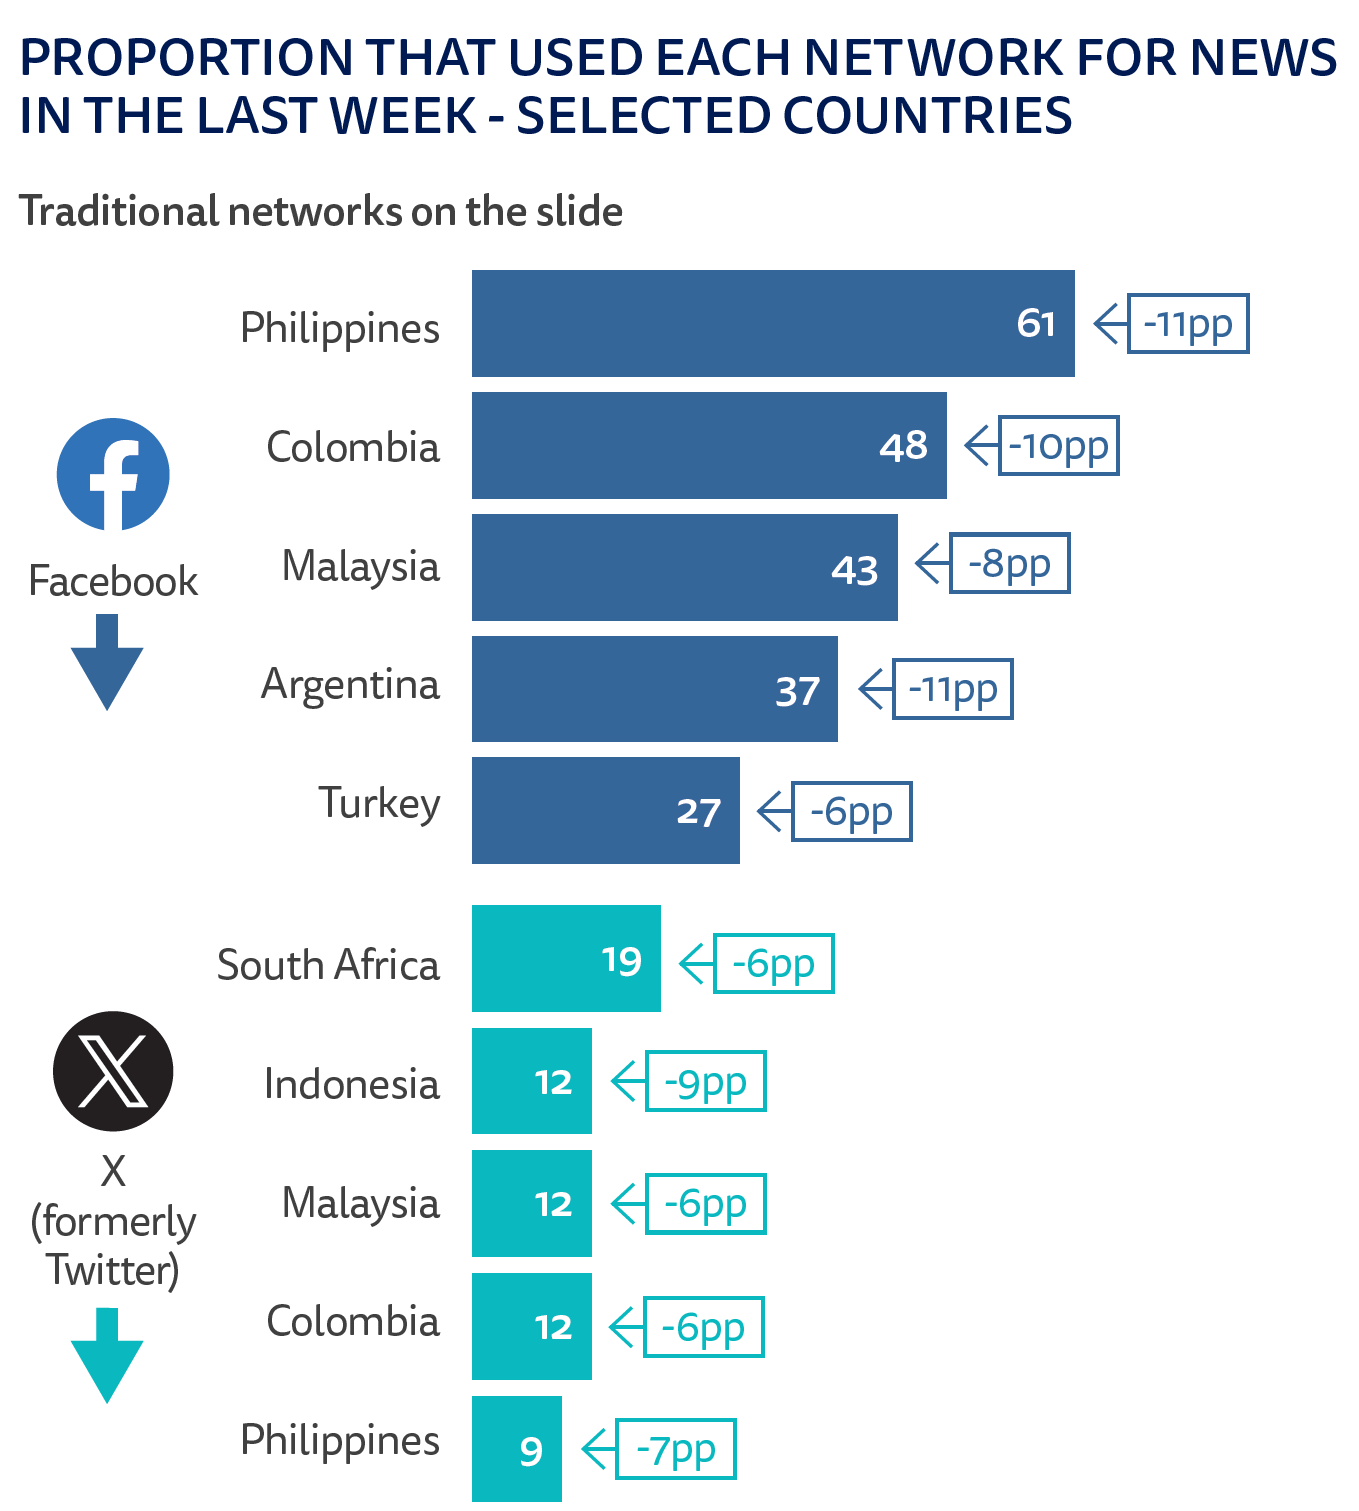 PROPORTION THAT USED EACH NETWORK FOR NEWS
IN THE LAST WEEK - SELECTED COUNTRIES
Traditional networks on the slide
Facebook
Philippines 61 -11pp
Colombia 48 -10pp
Malaysia 43 -8pp
Argentina 37 -11pp
Turkey 27 -6pp
X
(formerly
Twitter)
South Africa 19 -6pp
Indonesia 12 -9pp
Malaysia 12 -6pp
Colombia 12 -6pp
Philippines 9 -7pp